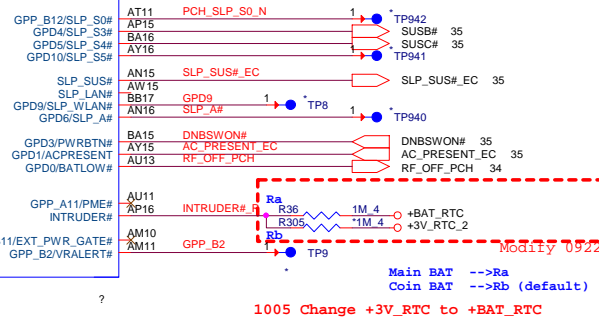 GPP_B12/SLP_S0# AT11 PCH_SLP_S0_N 1 * TP942
GPD4/SLP_S3# AP15 SUSB# 35
GPD5/SLP_S4# BA16 SUSC# 35
GPD10/SLP_S5# AY16 1 * TP941
SLP_SUS# AN15 SLP_SUS#_EC SLP_SUS#_EC 35
SLP_LAN# AW15
GPD9/SLP_WLAN# BB17 GPD9 1 * TP8
GPD6/SLP_A# AN16 SLP_A# 1 * TP940
GPD3/PWRBTN# BA15 DNBSWON# DNBSWON# 35
GPD1/ACPRESENT AY15 AC_PRESENT_EC AC_PRESENT_EC 35
GPD0/BATLOW# AU13 RF_OFF_PCH RF_OFF_PCH 34
GPP_A11/PME# AU11
Ra
INTRUDER# AP16 INTRUDER#_R R36 1M_4 +BAT_RTC
R305 *1M_4 +3V_RTC_2
Rb
11/EXT_PWR_GATE# AM10
GPP_B2/VRALERT# AM11 GPP_B2 1 TP9
*
Modify 0922
Main BAT -->Ra
Coin BAT -->Rb (default)
?
1005 Change +3V_RTC to +BAT_RTC